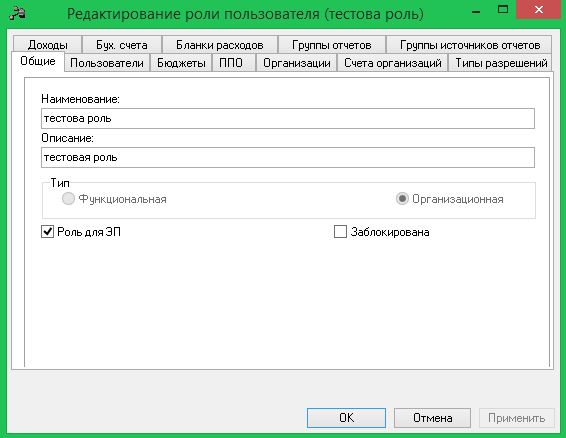 Редактирование роли пользователя (тестова роль)
Доходы Бух. счета Бланки расходов Группы отчетов Группы источников отчетов
Общие Пользователи Бюджеты ППО Организации Счета организаций Типы разрешений
Наименование:
тестова роль
Описание:
тестовая роль
Тип
Функциональная Организационная
Роль для ЭП Заблокирована
OK Отмена Применить